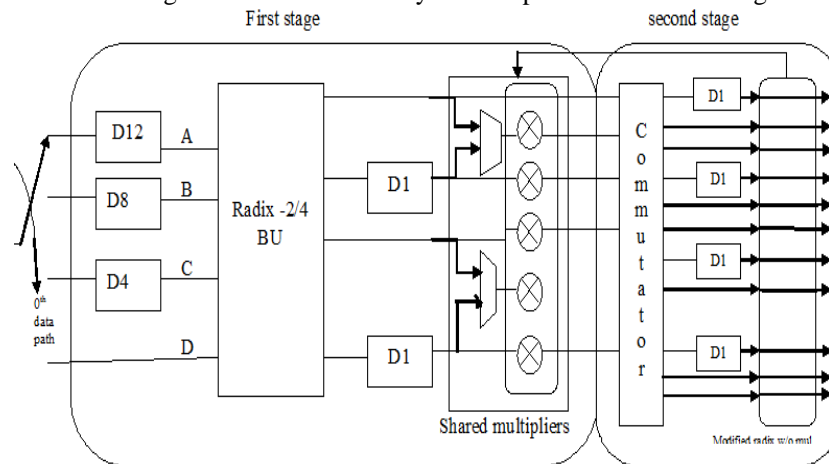 First stage
second stage
D12
A
D8
B
D4
C
D
0th
data
path
Radix -2/4
BU
D1
D1
Shared multipliers
Commutator
D1
D1
D1
D1
Modified radix w/o mul